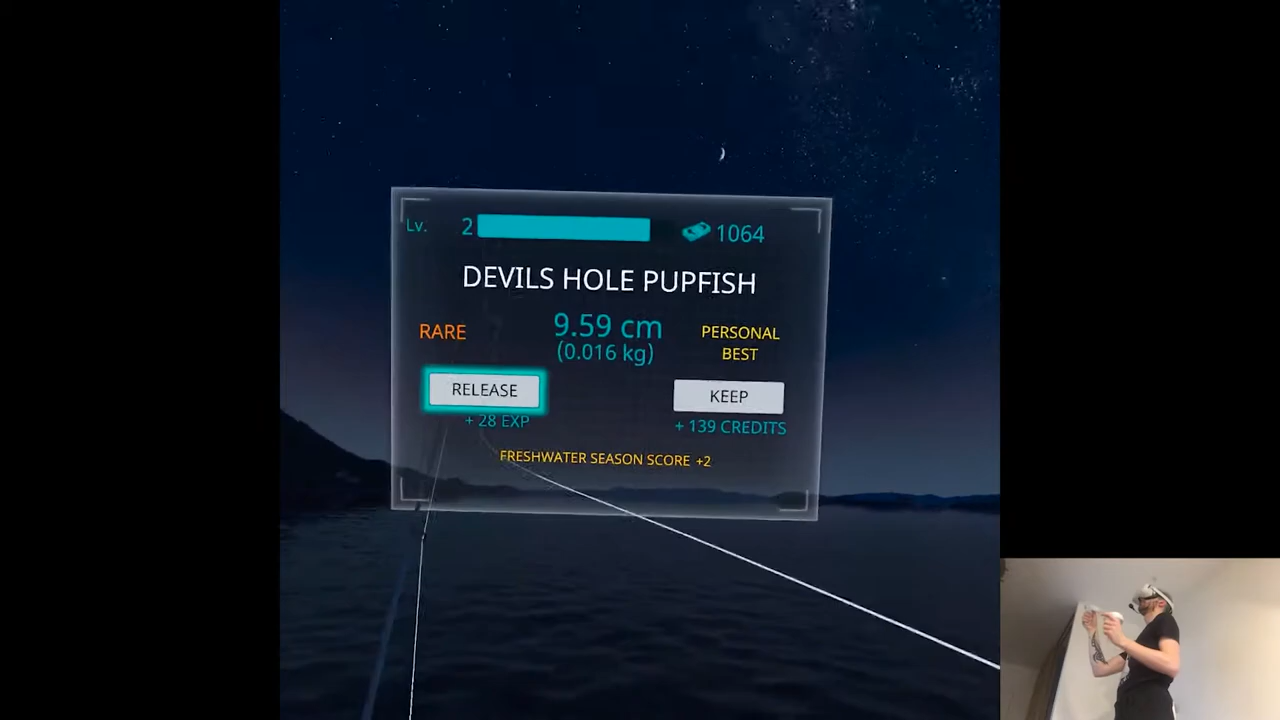 Lv. 2 1064
DEVILS HOLE PUPFISH
RARE
9.59 cm
(0.016 kg)
PERSONAL
BEST
RELEASE
+ 28 EXP
KEEP
+ 139 CREDITS
FRESHWATER SEASON SCORE +2